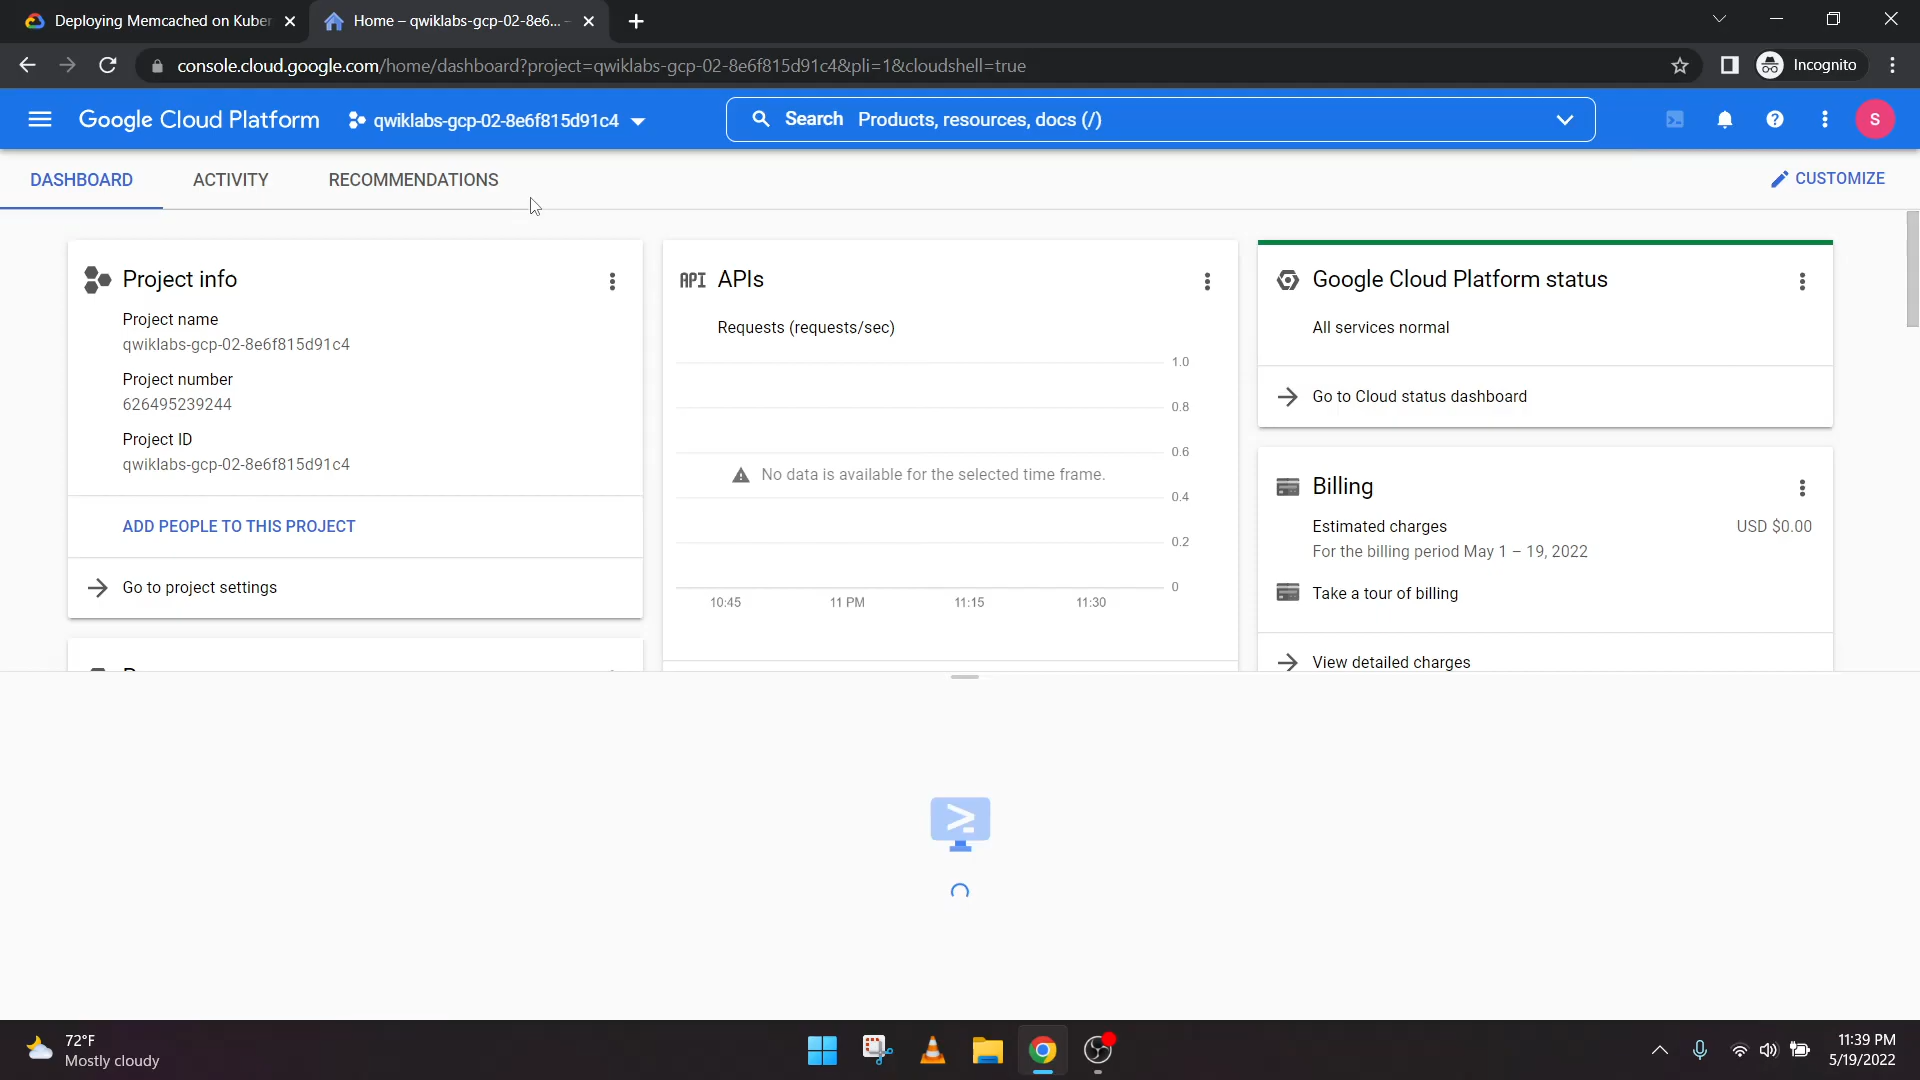 Deploying Memcached on Kuber
Home – qwiklabs-gcp-02-8e6...
console.cloud.google.com/home/dashboard?project=qwiklabs-gcp-02-8e6f815d91c4&pli=1&cloudshell=true
Incognito
Google Cloud Platform
qwiklabs-gcp-02-8e6f815d91c4
Search Products, resources, docs (/)
S
DASHBOARD
ACTIVITY
RECOMMENDATIONS
CUSTOMIZE
Project info
Project name
qwiklabs-gcp-02-8e6f815d91c4
Project number
626495239244
Project ID
qwiklabs-gcp-02-8e6f815d91c4
ADD PEOPLE TO THIS PROJECT
Go to project settings
API APIs
Requests (requests/sec)
1.0
0.8
0.6
No data is available for the selected time frame.
0.4
0.2
0
10:45
11 PM
11:15
11:30
Google Cloud Platform status
All services normal
Go to Cloud status dashboard
Billing
Estimated charges
USD $0.00
For the billing period May 1 – 19, 2022
Take a tour of billing
View detailed charges
72°F
Mostly cloudy
11:39 PM
5/19/2022